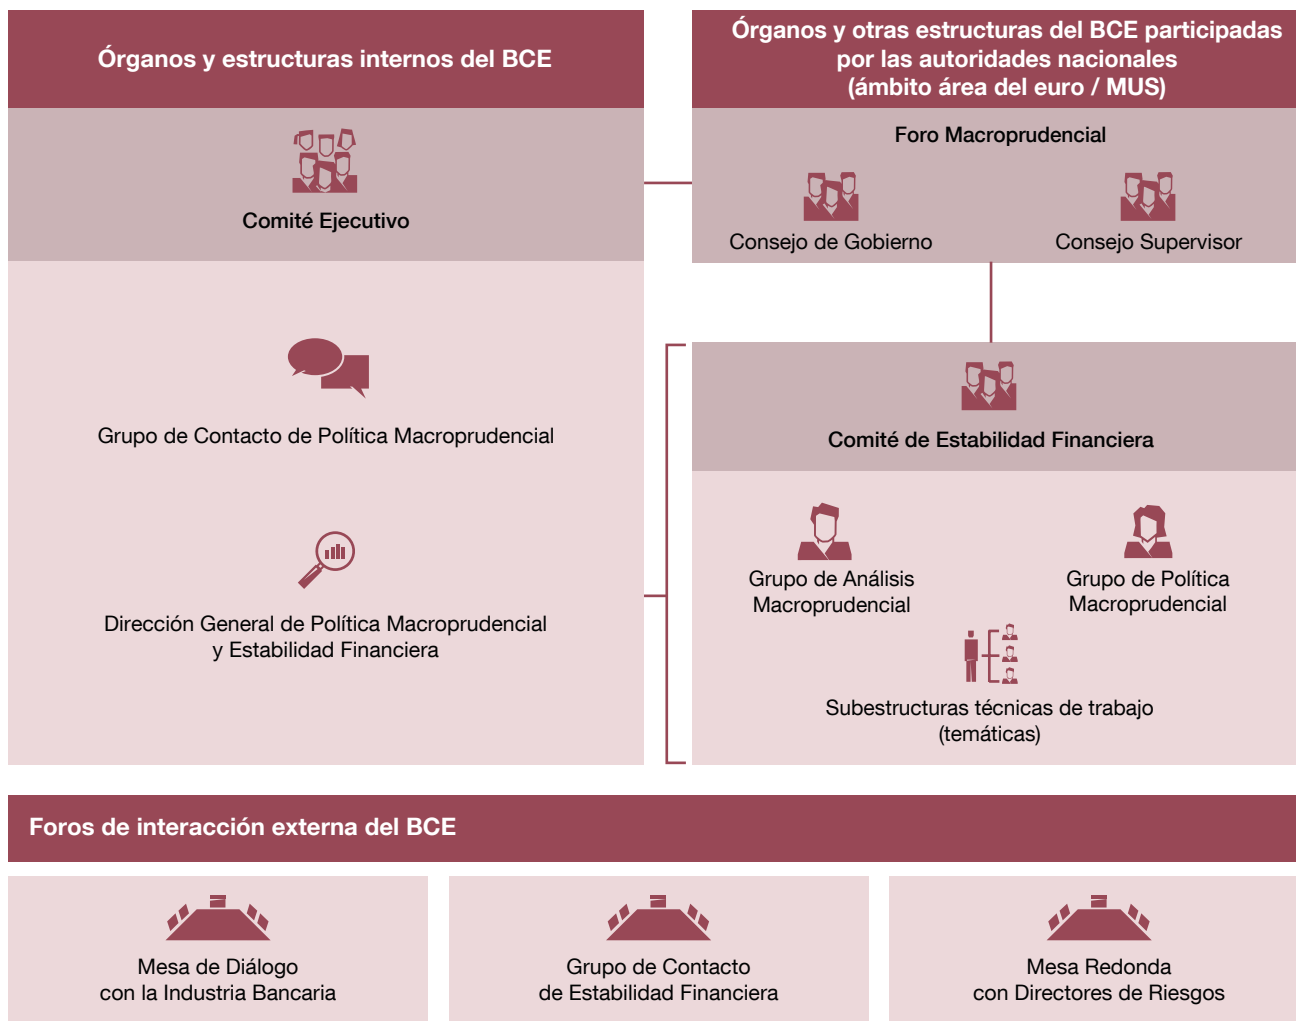 Órganos y estructuras internos del BCE
Comité Ejecutivo
Grupo de Contacto de Política Macroprudencial
Dirección General de Política Macroprudencial
y Estabilidad Financiera
Órganos y otras estructuras del BCE participadas
por las autoridades nacionales
(ámbito área del euro / MUS)
Foro Macroprudencial
Consejo de Gobierno
Consejo Supervisor
Comité de Estabilidad Financiera
Grupo de Análisis
Macroprudencial
Grupo de Política
Macroprudencial
Subestructuras técnicas de trabajo
(temáticas)
Foros de interacción externa del BCE
Mesa de Diálogo
con la Industria Bancaria
Grupo de Contacto
de Estabilidad Financiera
Mesa Redonda
con Directores de Riesgos